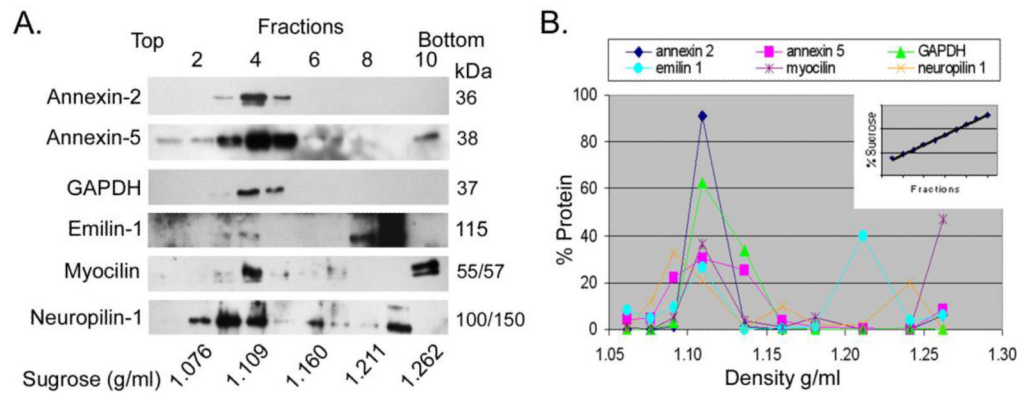 A.
Fractions
Top 2 4 6 8 10 Bottom
kDa
Annexin-2 36
Annexin-5 38
GAPDH 37
Emilin-1 115
Myocilin 55/57
Neuropilin-1 100/150
Sugrose (g/ml) 1.076 1.109 1.160 1.211 1.262
B.
annexin 2 annexin 5 GAPDH
emilin 1 myocilin neuropilin 1
% Protein
100
80
60
40
20
0
1.05 1.10 1.15 1.20 1.25 1.30
Density g/ml
% Sucrose
Fractions